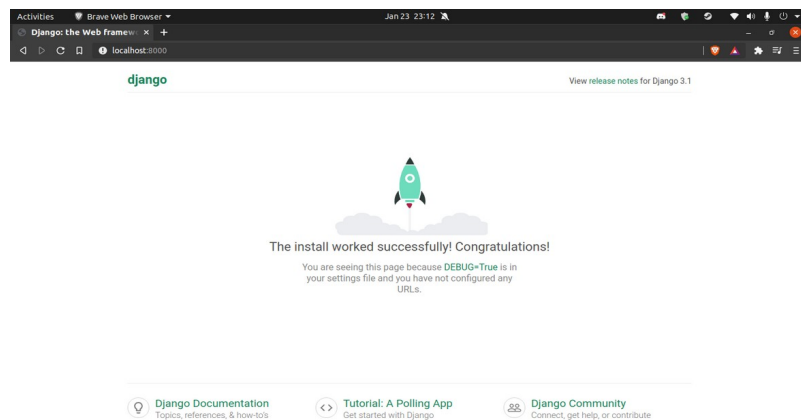 Activities Brave Web Browser Jan 23 23:12
Django: the Web framew
localhost:8000
django View release notes for Django 3.1
The install worked successfully! Congratulations!
You are seeing this page because DEBUG=True is in
your settings file and you have not configured any
URLs.
Django Documentation
Topics, references, & how-to's
Tutorial: A Polling App
Get started with Django
Django Community
Connect, get help, or contribute